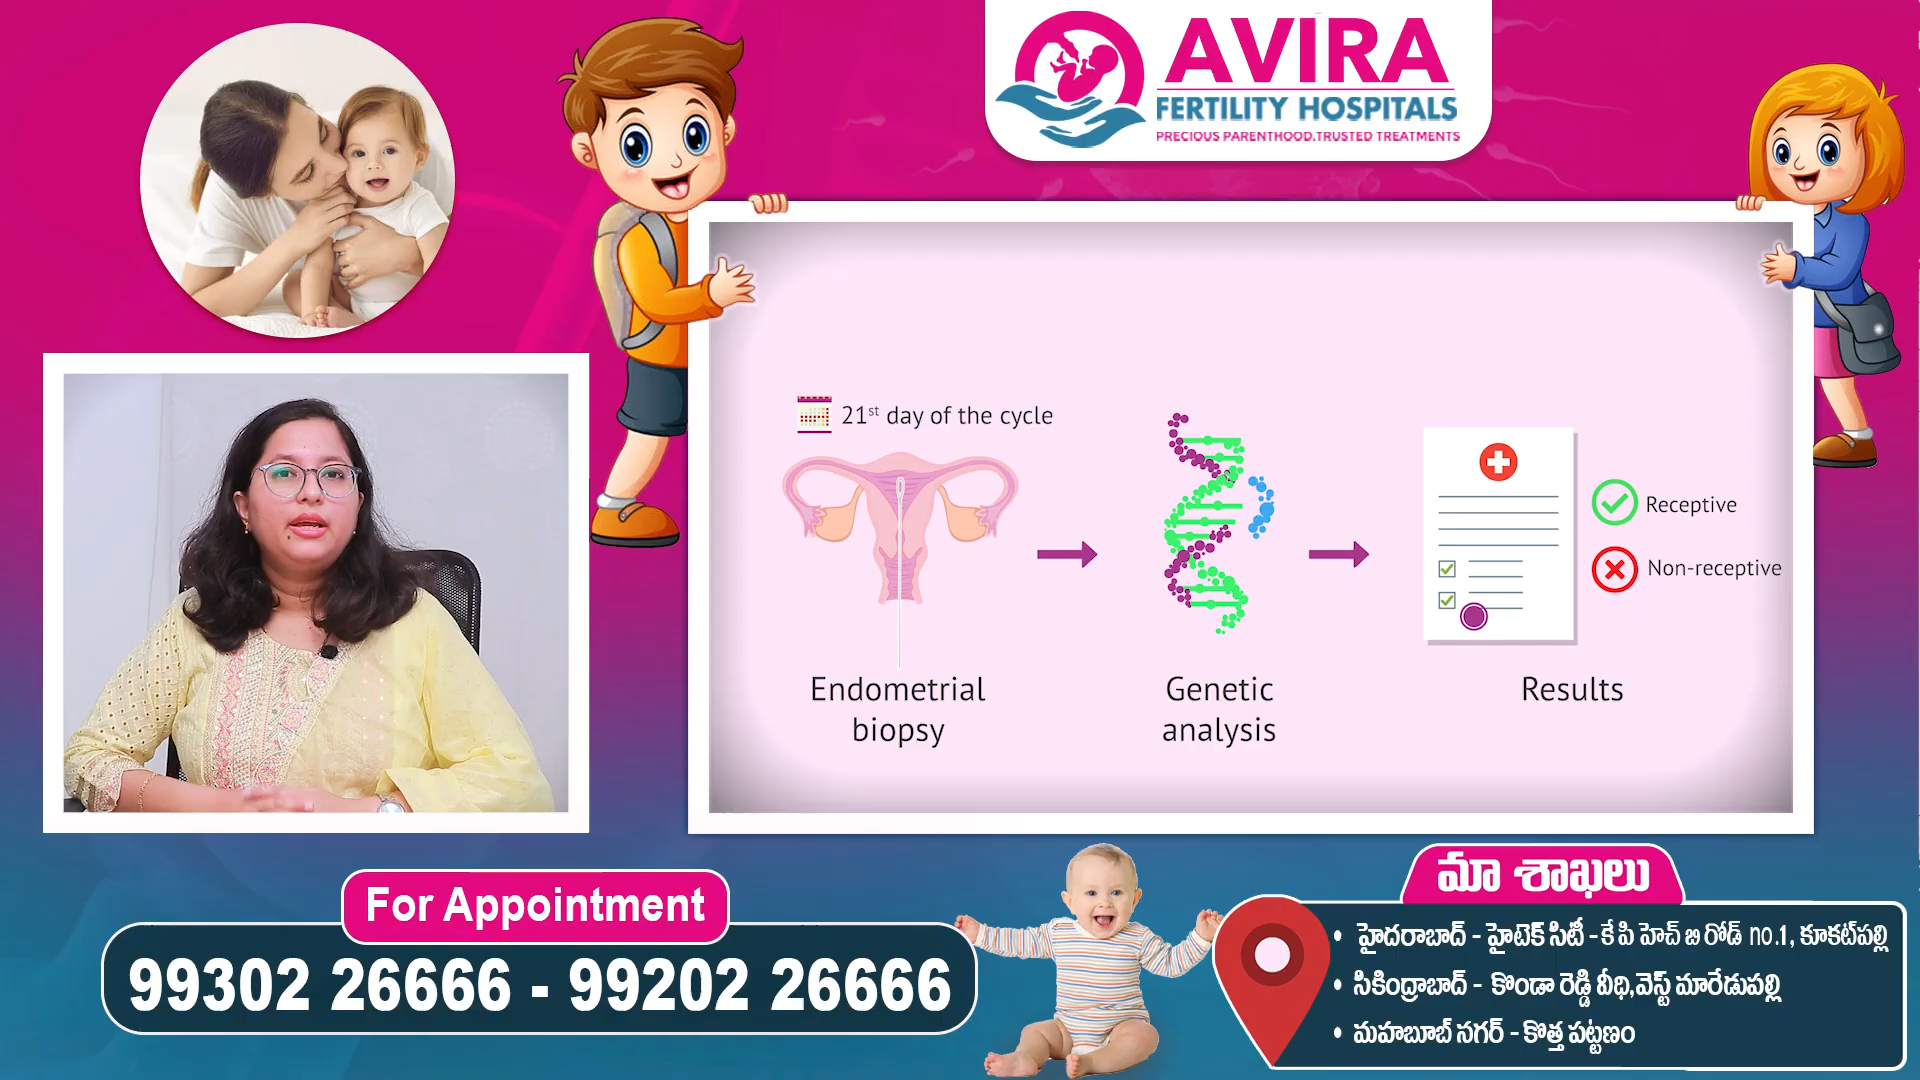 AVIRA
FERTILITY HOSPITALS
PRECIOUS PARENTHOOD.TRUSTED TREATMENTS
21st day of the cycle
Receptive
Non-receptive
Endometrial
biopsy
Genetic
analysis
Results
For Appointment
99302 26666 - 99202 26666
మా శాఖలు
• హైదరాబాద్ - హైటెక్ సిటీ - కే పి హెచ్ బి రోడ్ no.1, కూకట్‌పల్లి
• సికింద్రాబాద్ - కొండా రెడ్డి వీధి,వెస్ట్ మారేడుపల్లి
• మహబూబ్ నగర్ - కొత్త పట్టణం